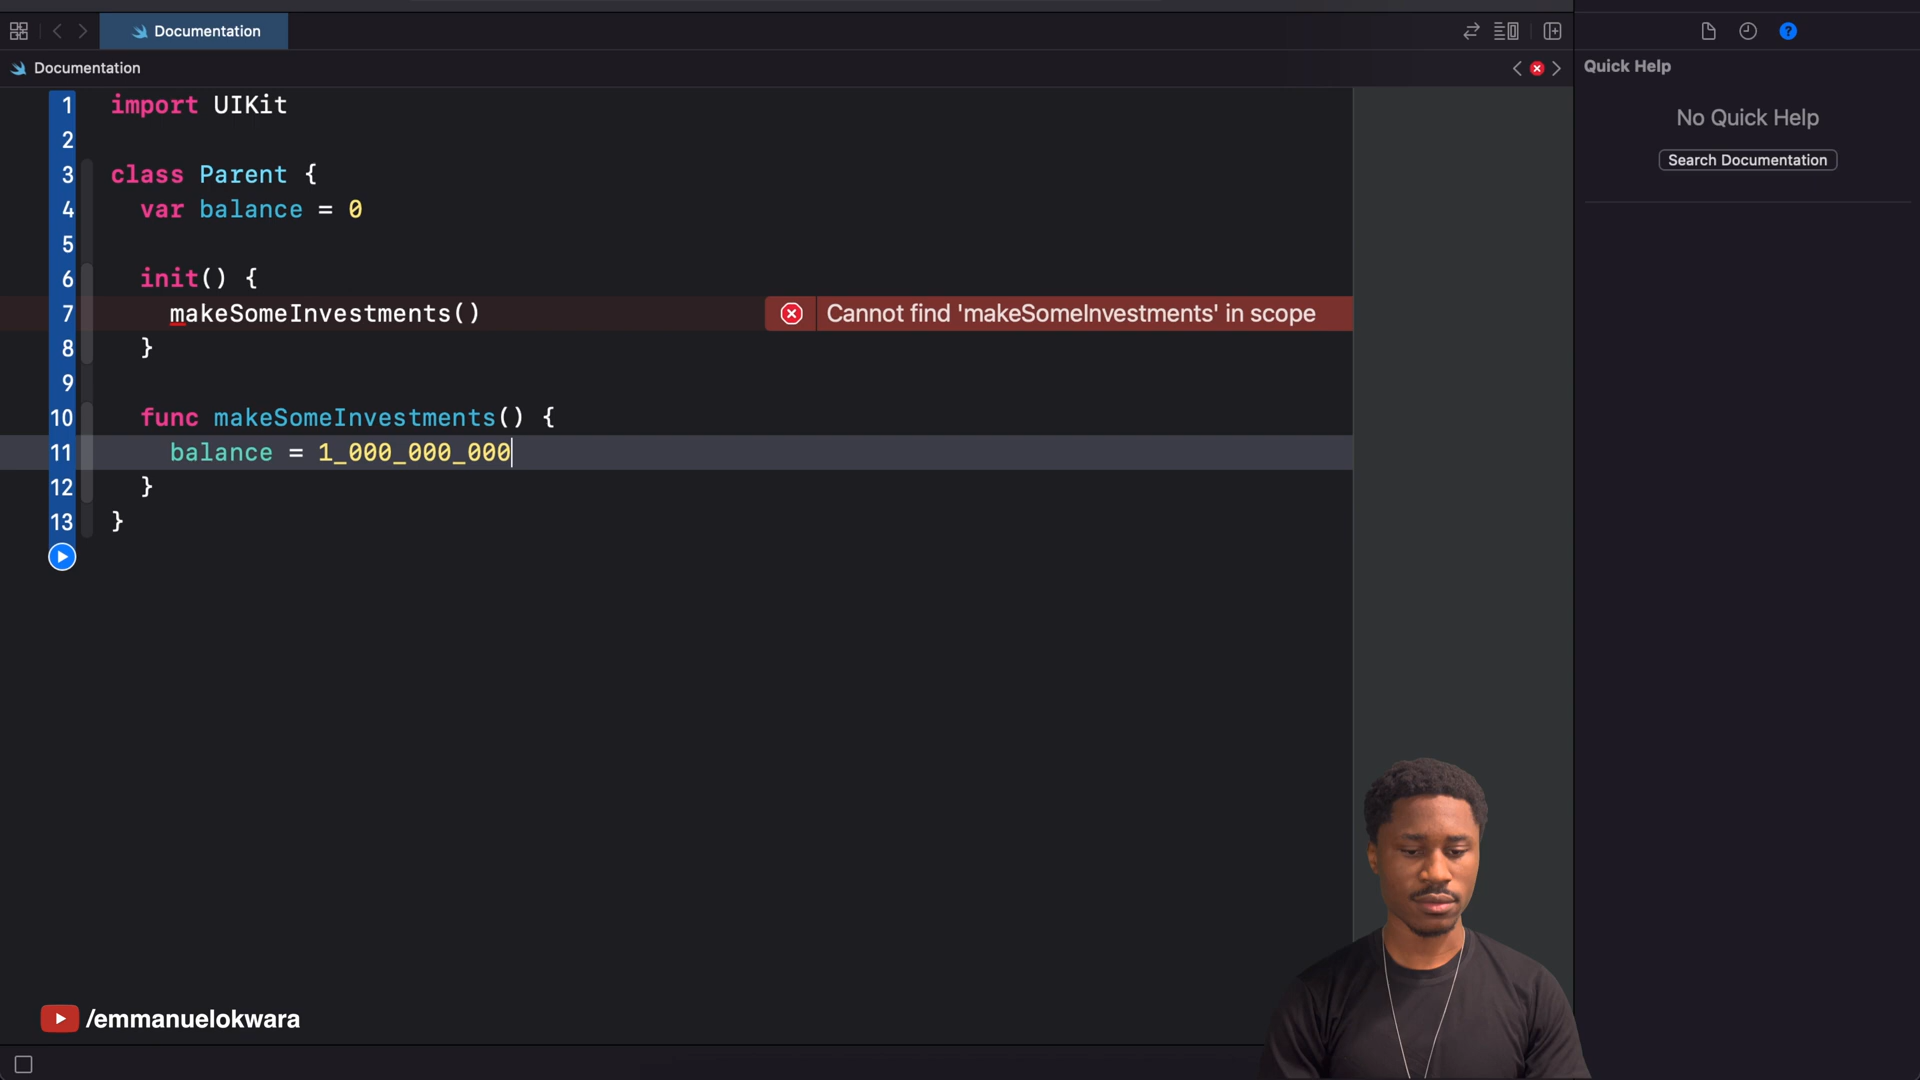 Documentation
Documentation
Quick Help
No Quick Help
Search Documentation
1 import UIKit
2
3 class Parent {
4 var balance = 0
5
6 init() {
7 makeSomeInvestments()
Cannot find 'makeSomeInvestments' in scope
8 }
9
10 func makeSomeInvestments() {
11 balance = 1_000_000_000
12 }
13 }
/emmanuelokwara